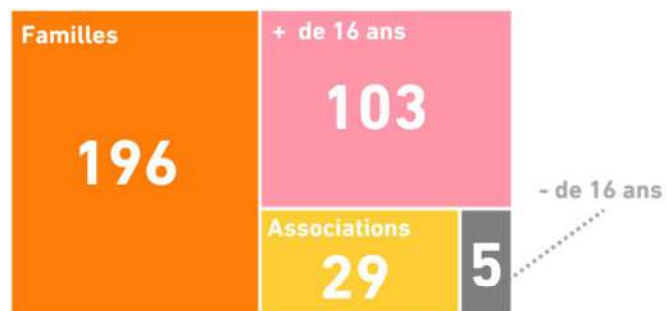 Familles
196
+ de 16 ans
103
Associations
29
5
- de 16 ans